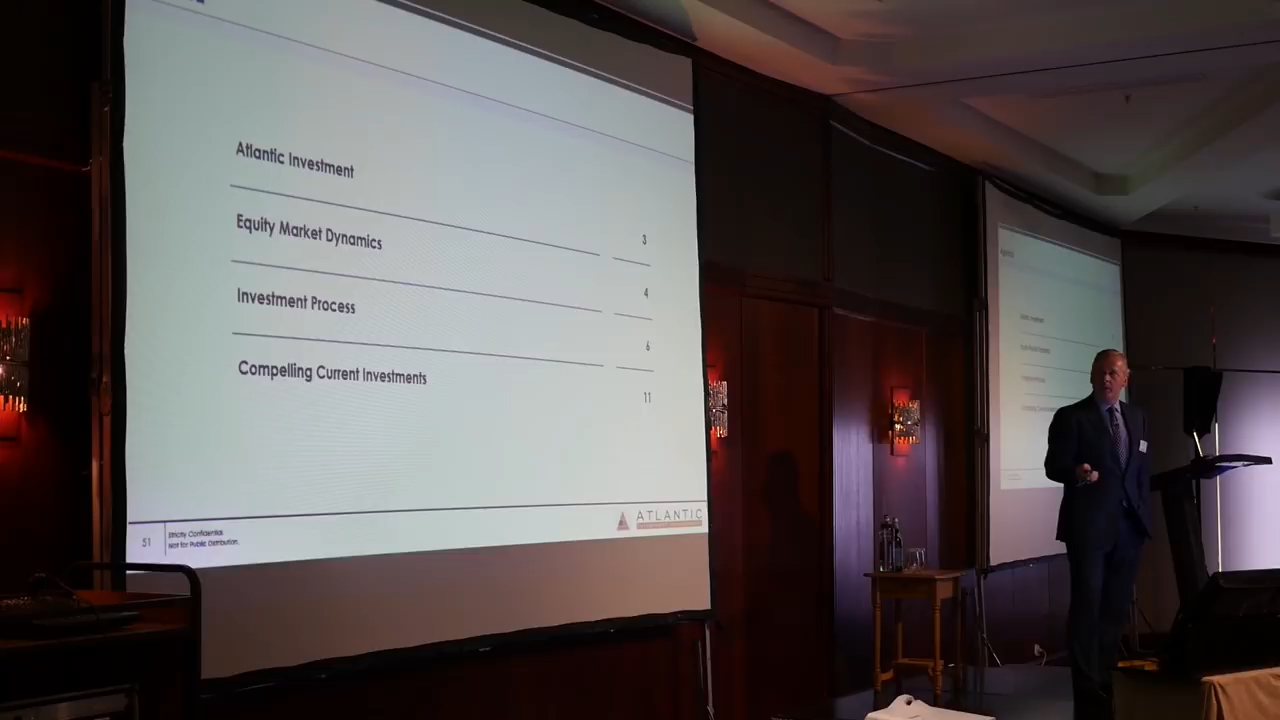 Atlantic Investment
3
Equity Market Dynamics
4
Investment Process
6
Compelling Current Investments
11
51
Strictly Confidential
Not for Public Distribution.
ATLANTIC